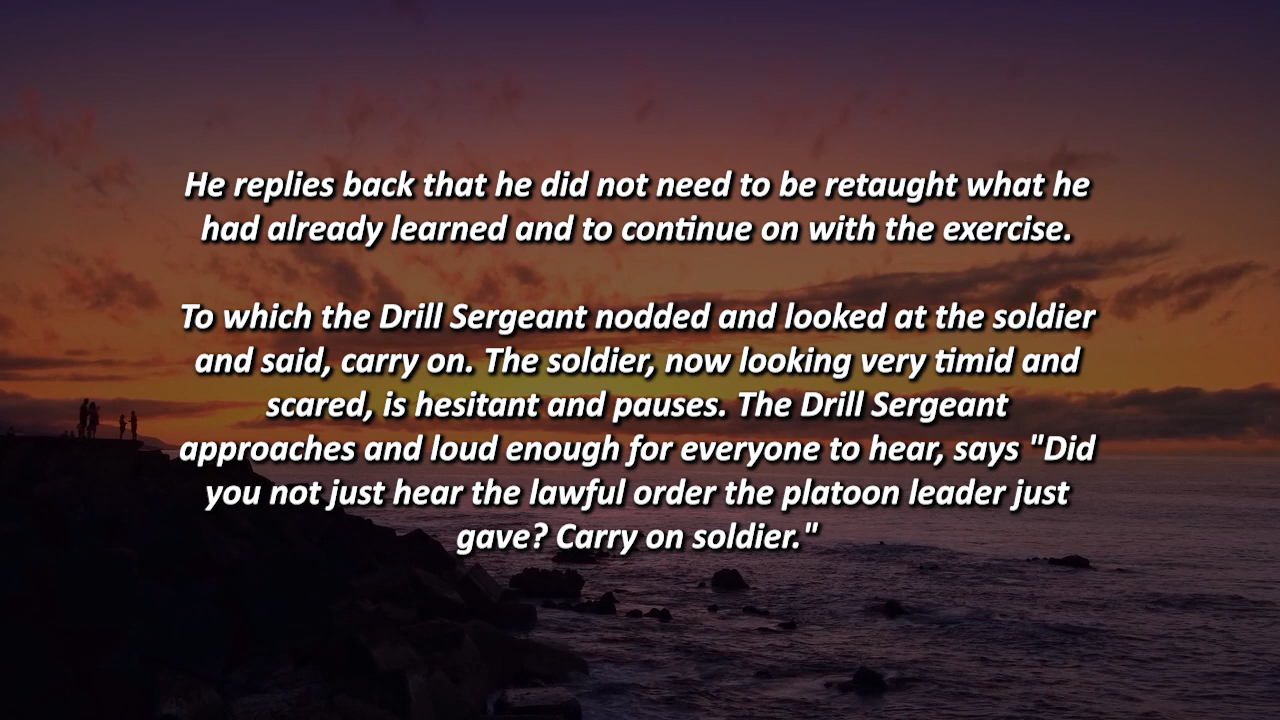 He replies back that he did not need to be retaught what he
had already learned and to continue on with the exercise.
To which the Drill Sergeant nodded and looked at the soldier
and said, carry on. The soldier, now looking very timid and
scared, is hesitant and pauses. The Drill Sergeant
approaches and loud enough for everyone to hear, says "Did
you not just hear the lawful order the platoon leader just
gave? Carry on soldier."